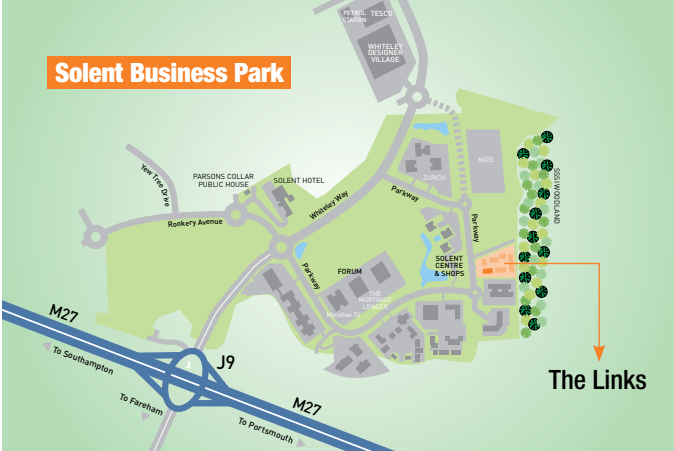 PETROL
STATION
TESCO
WHITELEY
DESIGNER
VILLAGE
Solent Business Park
Yew Tree Drive
PARSONS COLLAR
PUBLIC HOUSE
SOLENT HOTEL
ZURICH
NATS
SSSI WOODLAND
Rookery Avenue
Whiteley Way
Parkway
Parkway
Parkway
FORUM
SOLENT
CENTRE
& SHOPS
THE
MORTGAGE
LENDER
Meridian TV
M27
To Southampton
J
J9
To Fareham
M27
To Portsmouth
The Links